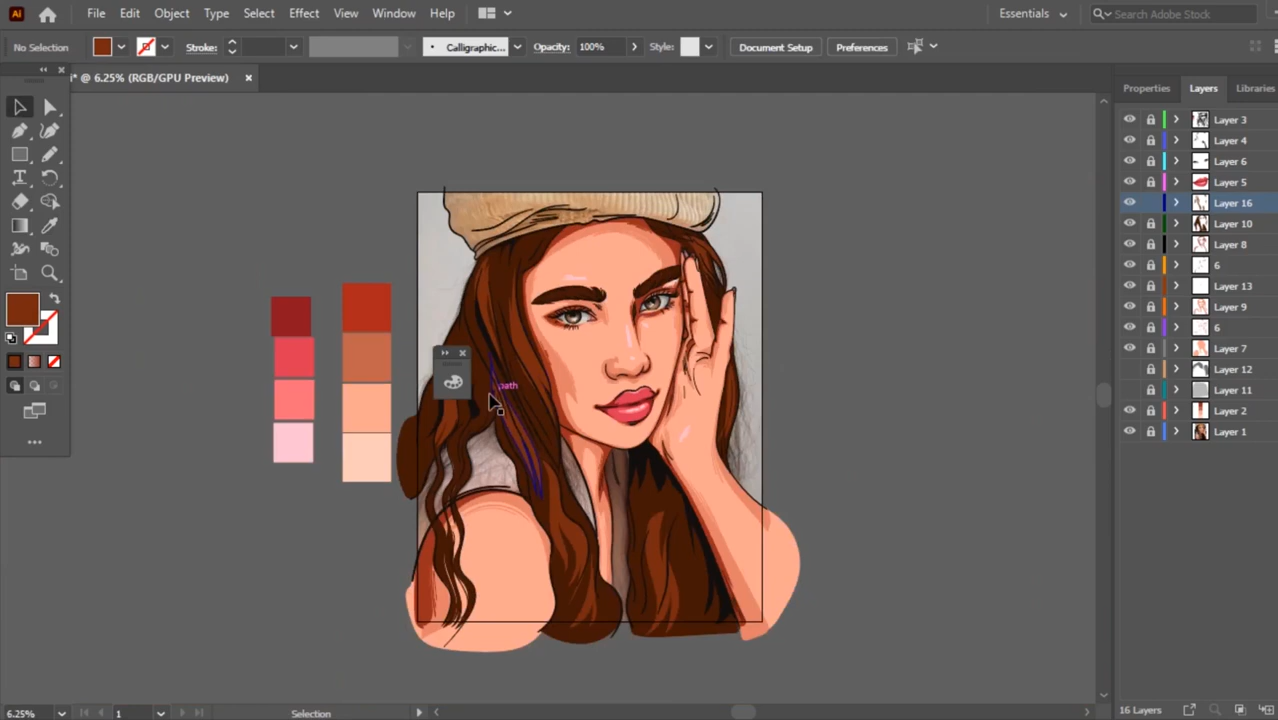 Ai File Edit Object Type Select Effect View Window Help Essentials Search Adobe Stock
No Selection Stroke: Calligraphic... Opacity: 100% Style: Document Setup Preferences
i* @ 6.25% (RGB/GPU Preview)
Properties Layers Libraries
Layer 3
Layer 4
Layer 6
Layer 5
Layer 16
Layer 10
Layer 8
6
Layer 13
Layer 9
6
Layer 7
Layer 12
Layer 11
Layer 2
Layer 1
path
6.25% 1 Selection 16 Layers